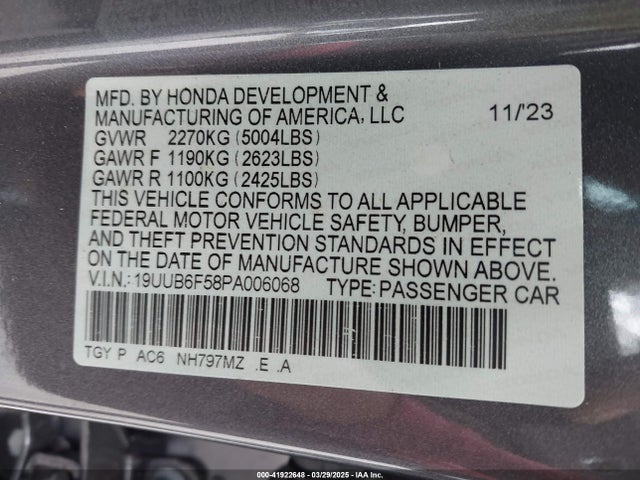 MFD. BY HONDA DEVELOPMENT &
MANUFACTURING OF AMERICA, LLC 11/'23
GVWR 2270KG (5004LBS)
GAWR F 1190KG (2623LBS)
GAWR R 1100KG (2425LBS)
THIS VEHICLE CONFORMS TO ALL APPLICABLE
FEDERAL MOTOR VEHICLE SAFETY, BUMPER,
AND THEFT PREVENTION STANDARDS IN EFFECT
ON THE DATE OF MANUFACTURE SHOWN ABOVE.
V.I.N.: 19UUB6F58PA006068 TYPE: PASSENGER CAR
TGY P AC6 NH797MZ .E .A
000-41922648 - 03/29/2025 - IAA Inc.